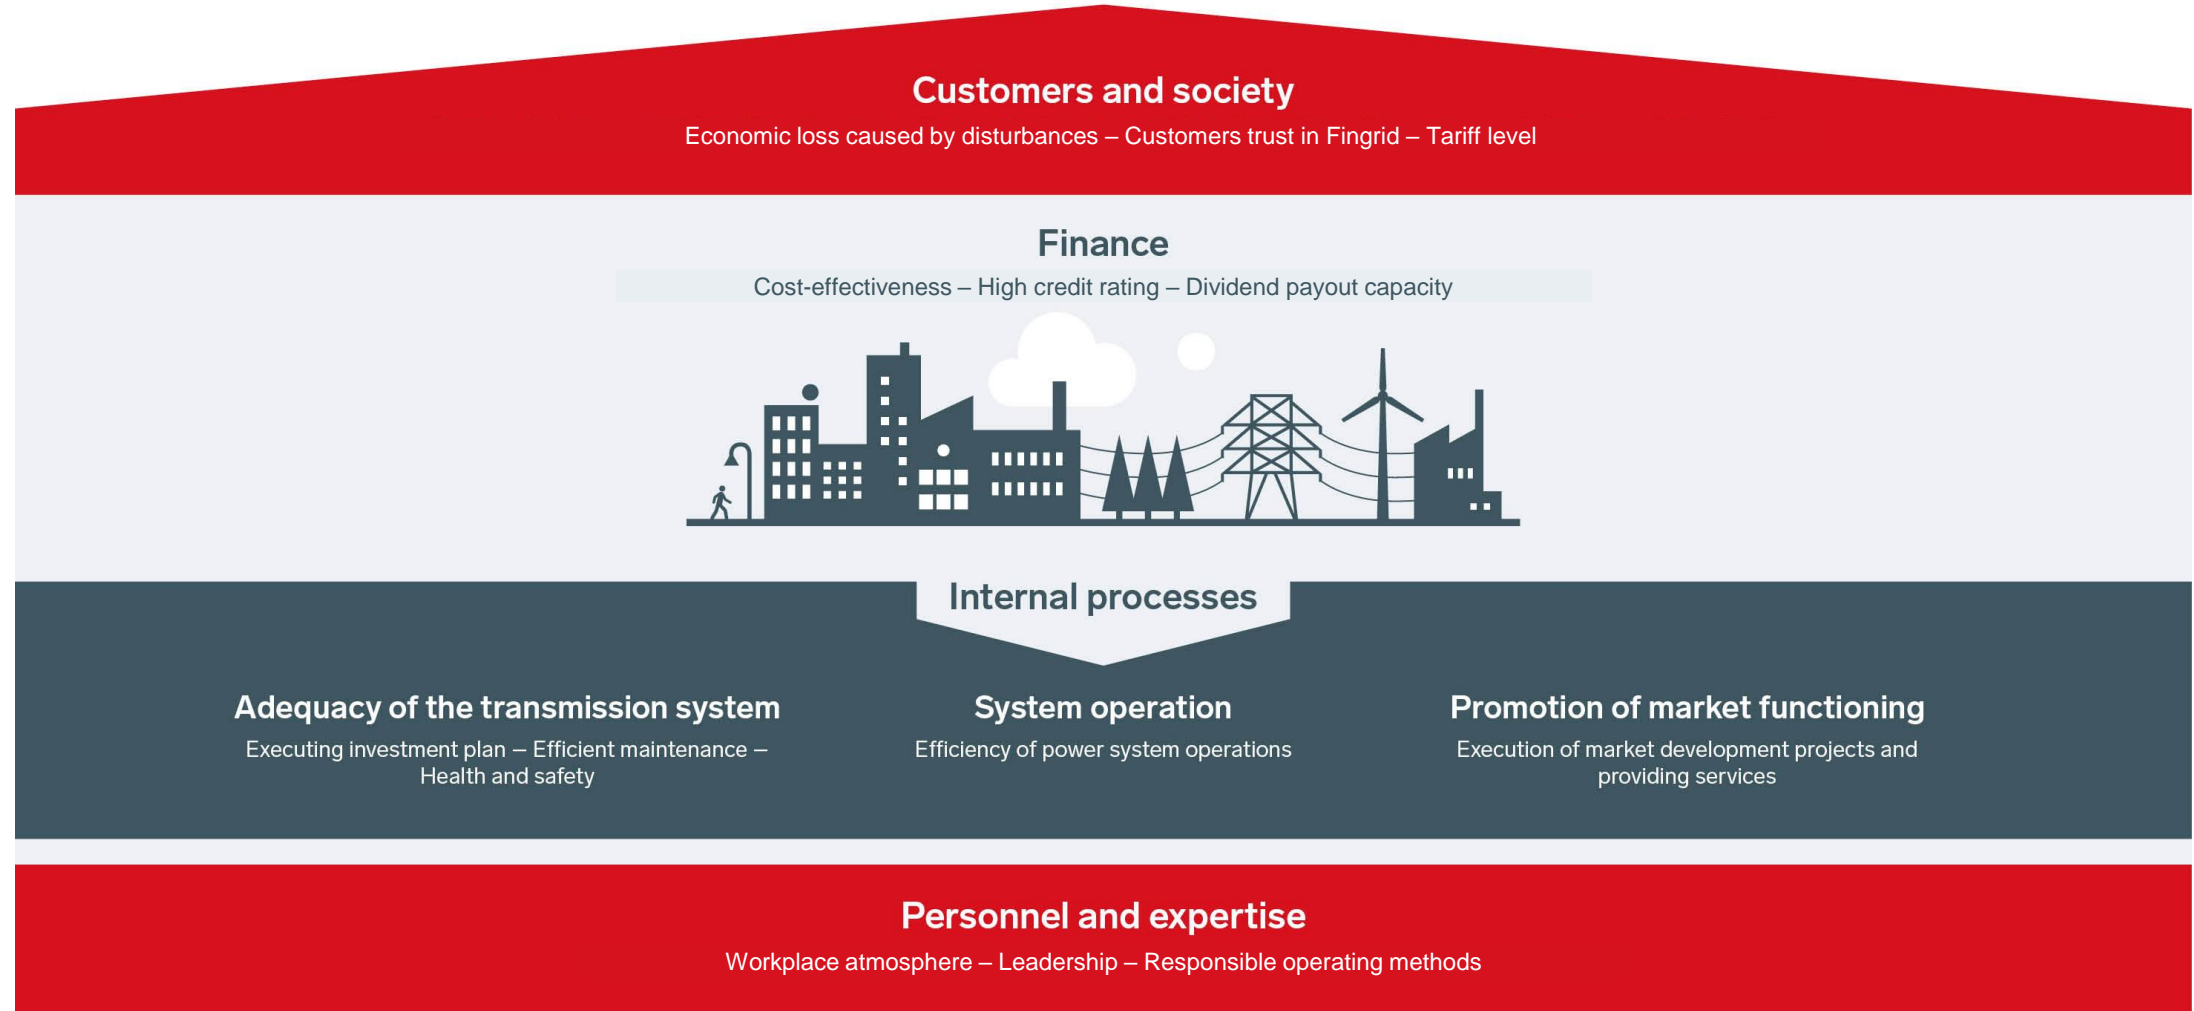 Customers and society
Economic loss caused by disturbances – Customers trust in Fingrid – Tariff level
Finance
Cost-effectiveness – High credit rating – Dividend payout capacity
Internal processes
Adequacy of the transmission system
Executing investment plan – Efficient maintenance –
Health and safety
System operation
Efficiency of power system operations
Promotion of market functioning
Execution of market development projects and
providing services
Personnel and expertise
Workplace atmosphere – Leadership – Responsible operating methods